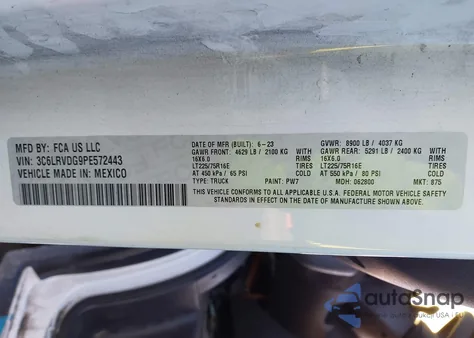 MFD BY: FCA US LLC
VIN: 3C6LRVDG9PE572443
VEHICLE MADE IN: MEXICO
DATE OF MFR (BUILT): 6-23
GAWR FRONT: 4629 LB / 2100 KG
16X6.0 RIMS
LT225/75R16E TIRES
AT 450 kPa / 65 PSI COLD
TYPE: TRUCK PAINT: PW7
GVWR: 8900 LB / 4037 KG
GAWR REAR: 5291 LB / 2400 KG
16X6.0 RIMS
LT225/75R16E TIRES
AT 550 kPa / 80 PSI COLD
MDH: 062800 MKT: 875
THIS VEHICLE CONFORMS TO ALL APPLICABLE U.S.A. FEDERAL MOTOR VEHICLE SAFETY
STANDARDS IN EFFECT ON THE DATE OF MANUFACTURE SHOWN ABOVE.
autoSnap
USA i EU